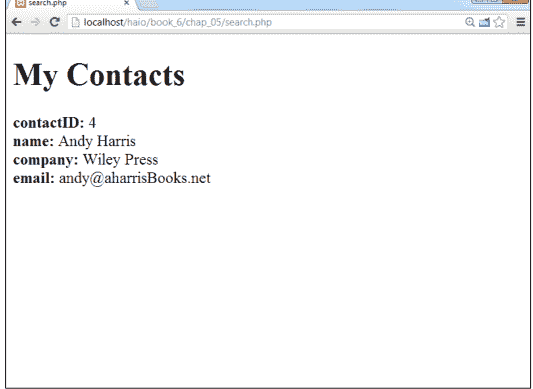 search.php
localhost/haio/book_6/chap_05/search.php
My Contacts
contactID: 4
name: Andy Harris
company: Wiley Press
email: andy@aharrisBooks.net